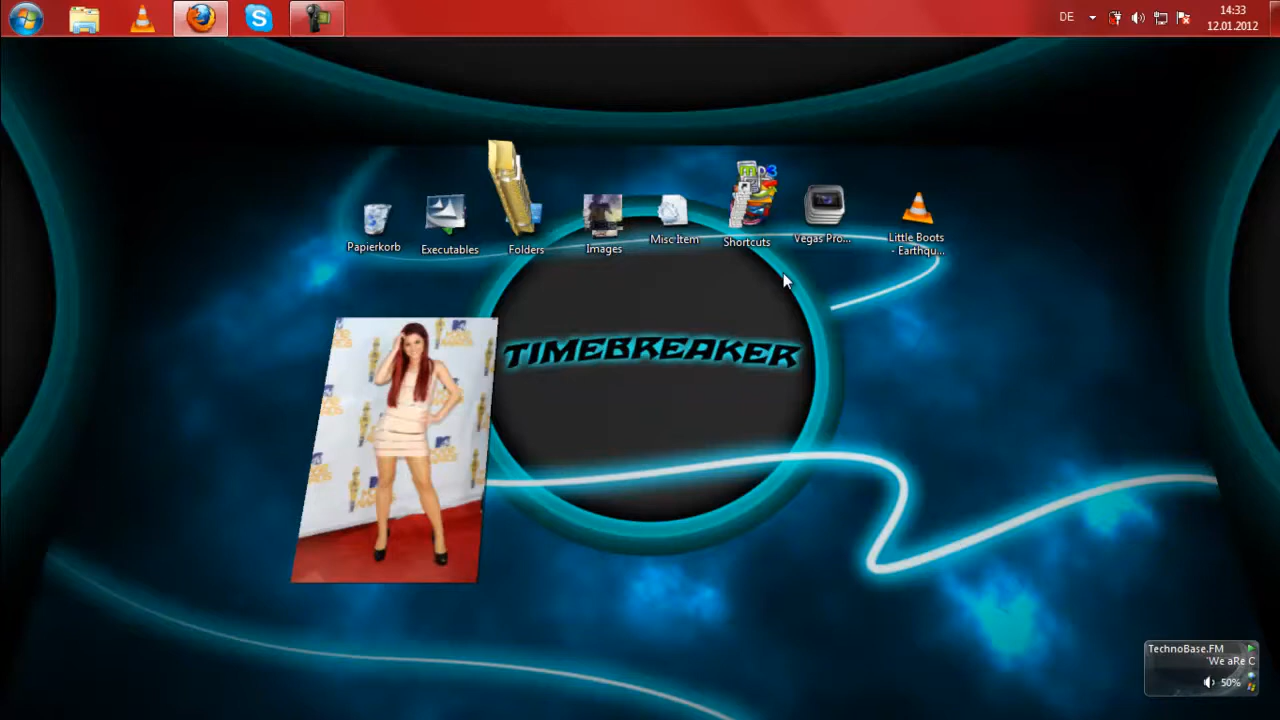 DE
14:33
12.01.2012
mp3
Papierkorb
Executables
Folders
Images
Misc Item
Shortcuts
Vegas Pro...
Little Boots
- Earthqu...
TIMEBREAKER
TechnoBase.FM
'We aRe C
50%